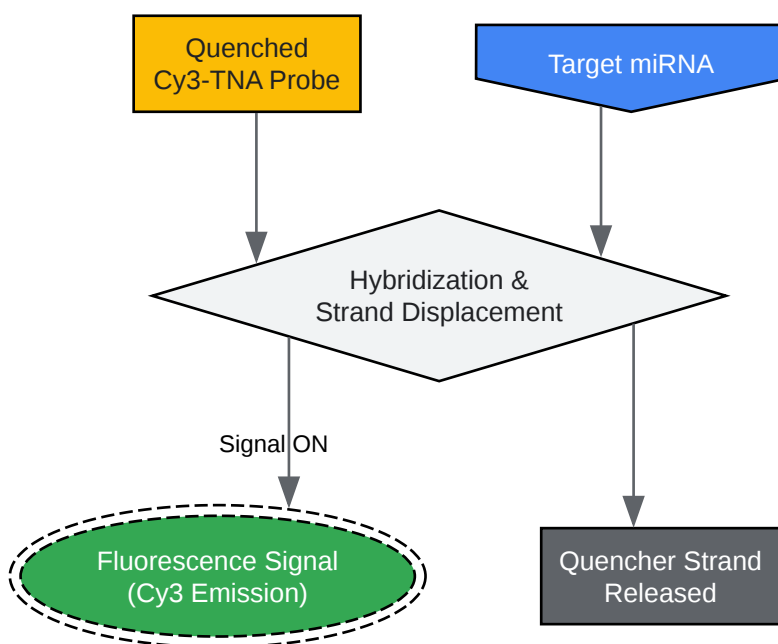 Quenched
Cy3-TNA Probe
Target miRNA
Hybridization &
Strand Displacement
Signal ON
Fluorescence Signal
(Cy3 Emission)
Quencher Strand
Released